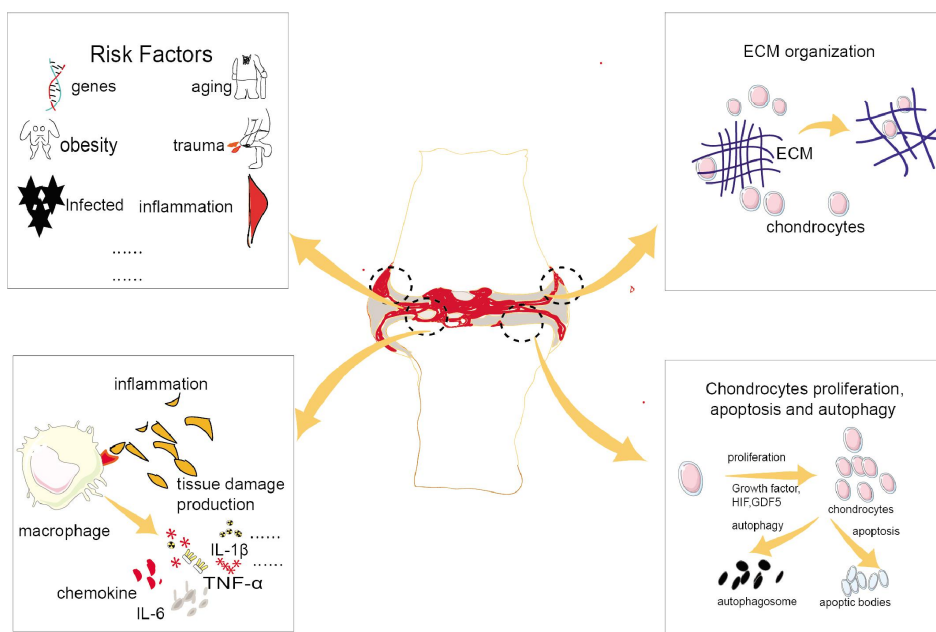 Risk Factors
genes
aging
obesity
trauma
Infected
inflammation
......
......
ECM organization
ECM
chondrocytes
inflammation
tissue damage
production
macrophage
IL-1β
......
TNF-α
......
chemokine
IL-6
Chondrocytes proliferation,
apoptosis and autophagy
proliferation
Growth factor,
HIF,GDF5
chondrocytes
autophagy
apoptosis
autophagosome
apoptic bodies